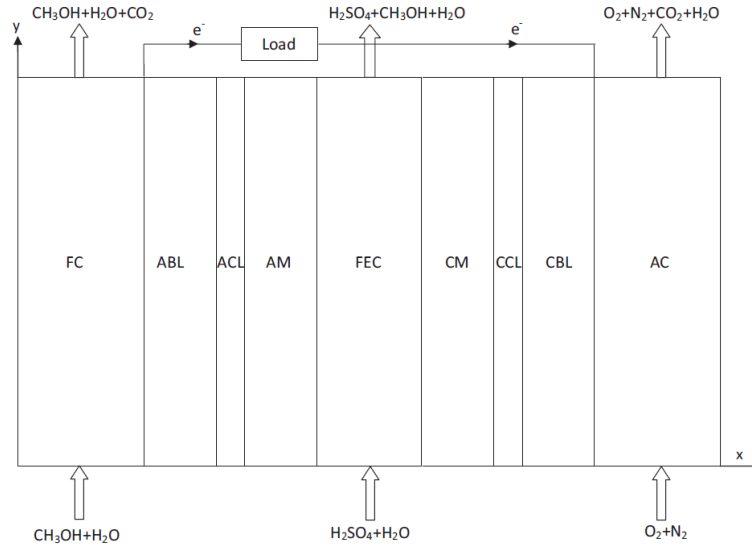 CH₃OH+H₂O+CO₂
H₂SO₄+CH₃OH+H₂O
O₂+N₂+CO₂+H₂O
y
e⁻
Load
e⁻
FC
ABL
ACL
AM
FEC
CM
CCL
CBL
AC
x
CH₃OH+H₂O
H₂SO₄+H₂O
O₂+N₂